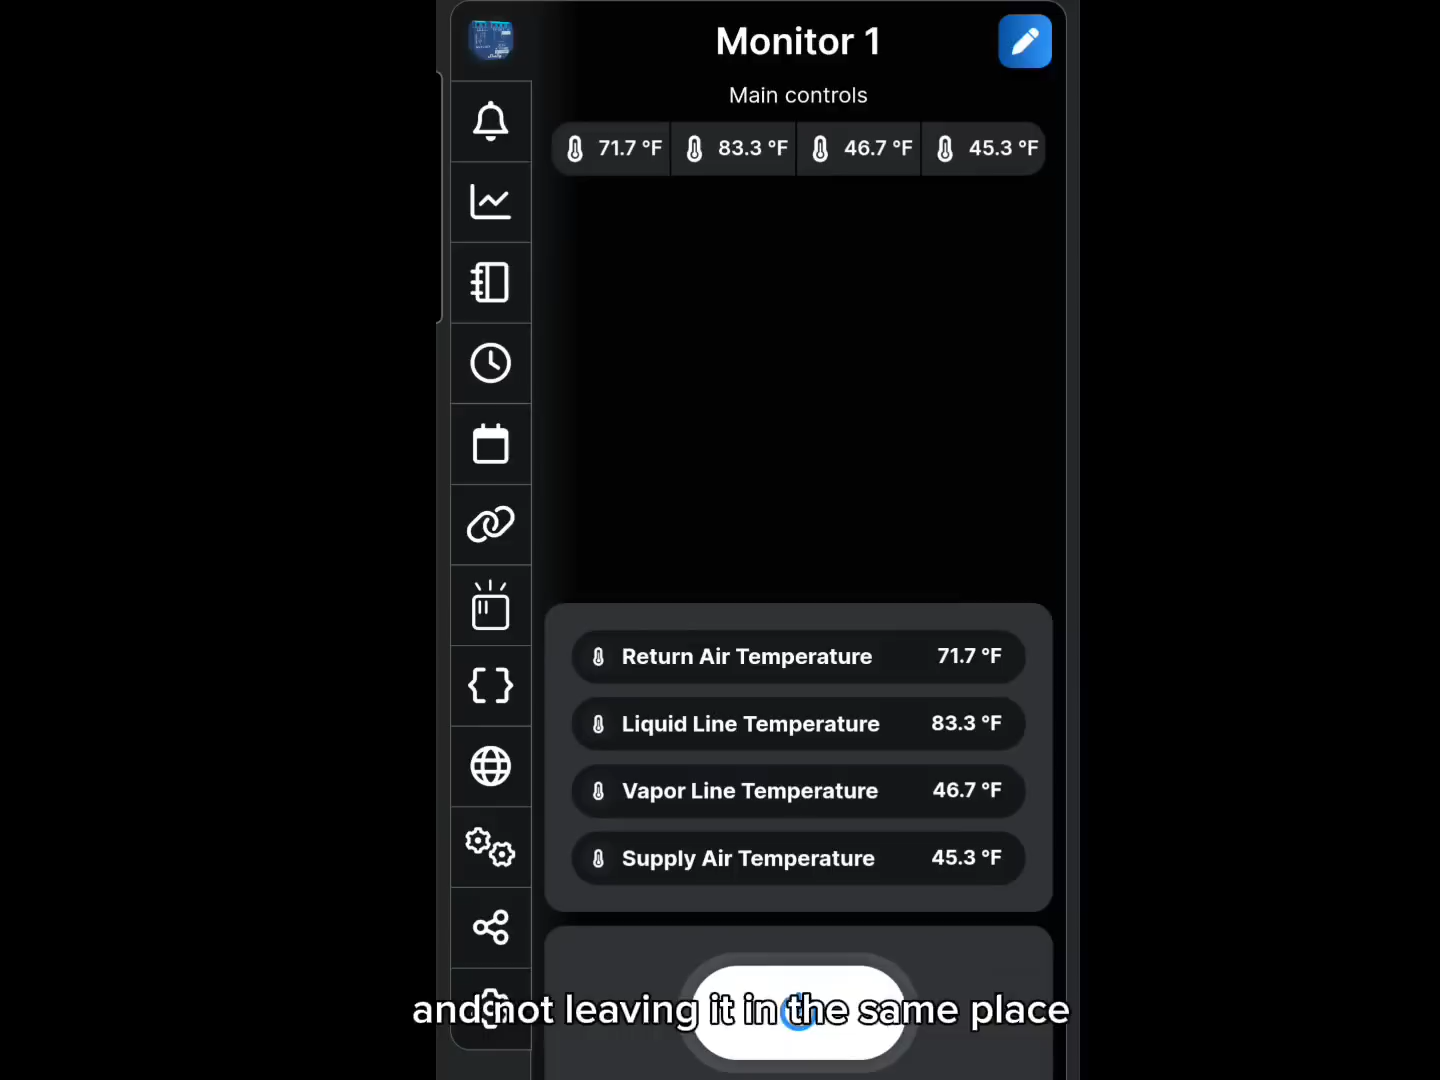 Monitor 1
Main controls
71.7 °F 83.3 °F 46.7 °F 45.3 °F
Return Air Temperature 71.7 °F
Liquid Line Temperature 83.3 °F
Vapor Line Temperature 46.7 °F
Supply Air Temperature 45.3 °F
and not leaving it in the same place